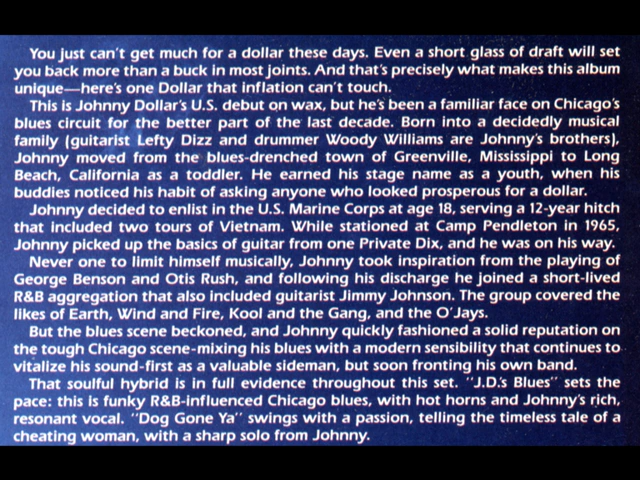 You just can't get much for a dollar these days. Even a short glass of draft will set
you back more than a buck in most joints. And that's precisely what makes this album
unique—here's one Dollar that inflation can't touch.
This is Johnny Dollar's U.S. debut on wax, but he's been a familiar face on Chicago's
blues circuit for the better part of the last decade. Born into a decidedly musical
family (guitarist Lefty Dizz and drummer Woody Williams are Johnny's brothers),
Johnny moved from the blues-drenched town of Greenville, Mississippi to Long
Beach, California as a toddler. He earned his stage name as a youth, when his
buddies noticed his habit of asking anyone who looked prosperous for a dollar.
Johnny decided to enlist in the U.S. Marine Corps at age 18, serving a 12-year hitch
that included two tours of Vietnam. While stationed at Camp Pendleton in 1965,
Johnny picked up the basics of guitar from one Private Dix, and he was on his way.
Never one to limit himself musically, Johnny took inspiration from the playing of
George Benson and Otis Rush, and following his discharge he joined a short-lived
R&B aggregation that also included guitarist Jimmy Johnson. The group covered the
likes of Earth, Wind and Fire, Kool and the Gang, and the O'Jays.
But the blues scene beckoned, and Johnny quickly fashioned a solid reputation on
the tough Chicago scene-mixing his blues with a modern sensibility that continues to
vitalize his sound-first as a valuable sideman, but soon fronting his own band.
That soulful hybrid is in full evidence throughout this set. "J.D.'s Blues" sets the
pace: this is funky R&B-influenced Chicago blues, with hot horns and Johnny's rich,
resonant vocal. "Dog Gone Ya" swings with a passion, telling the timeless tale of a
cheating woman, with a sharp solo from Johnny.